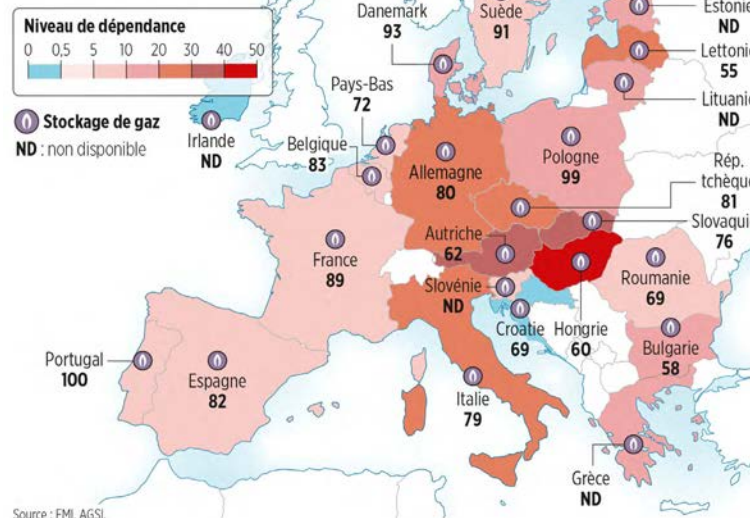 Niveau de dépendance
0 0,5 5 10 20 30 40 50
Stockage de gaz
ND : non disponible
Irlande
ND
Danemark
93
Suède
91
Estonie
ND
Lettonie
55
Lituanie
ND
Pays-Bas
72
Belgique
83
Allemagne
80
Pologne
99
Rép.
tchèque
81
Slovaqui
76
Autriche
62
France
89
Slovénie
ND
Roumanie
69
Croatie
69
Hongrie
60
Bulgarie
58
Portugal
100
Espagne
82
Italie
79
Grèce
ND
Source : FMI, AGSI.